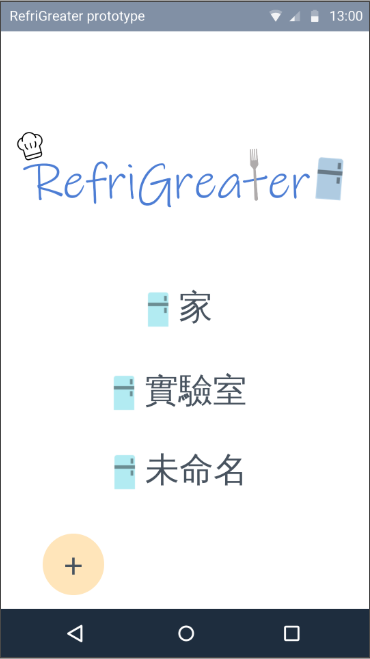 RefriGreater prototype 13:00
RefriGreater
家
實驗室
未命名
+